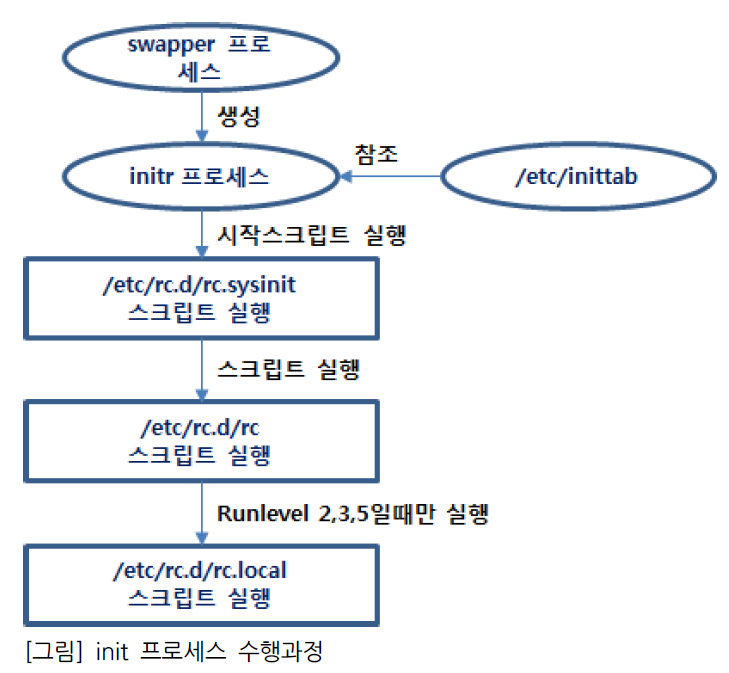 swapper 프로
세스
생성
참조
initr 프로세스
/etc/inittab
시작스크립트 실행
/etc/rc.d/rc.sysinit
스크립트 실행
스크립트 실행
/etc/rc.d/rc
스크립트 실행
Runlevel 2,3,5일때만 실행
/etc/rc.d/rc.local
스크립트 실행
[그림] init 프로세스 수행과정